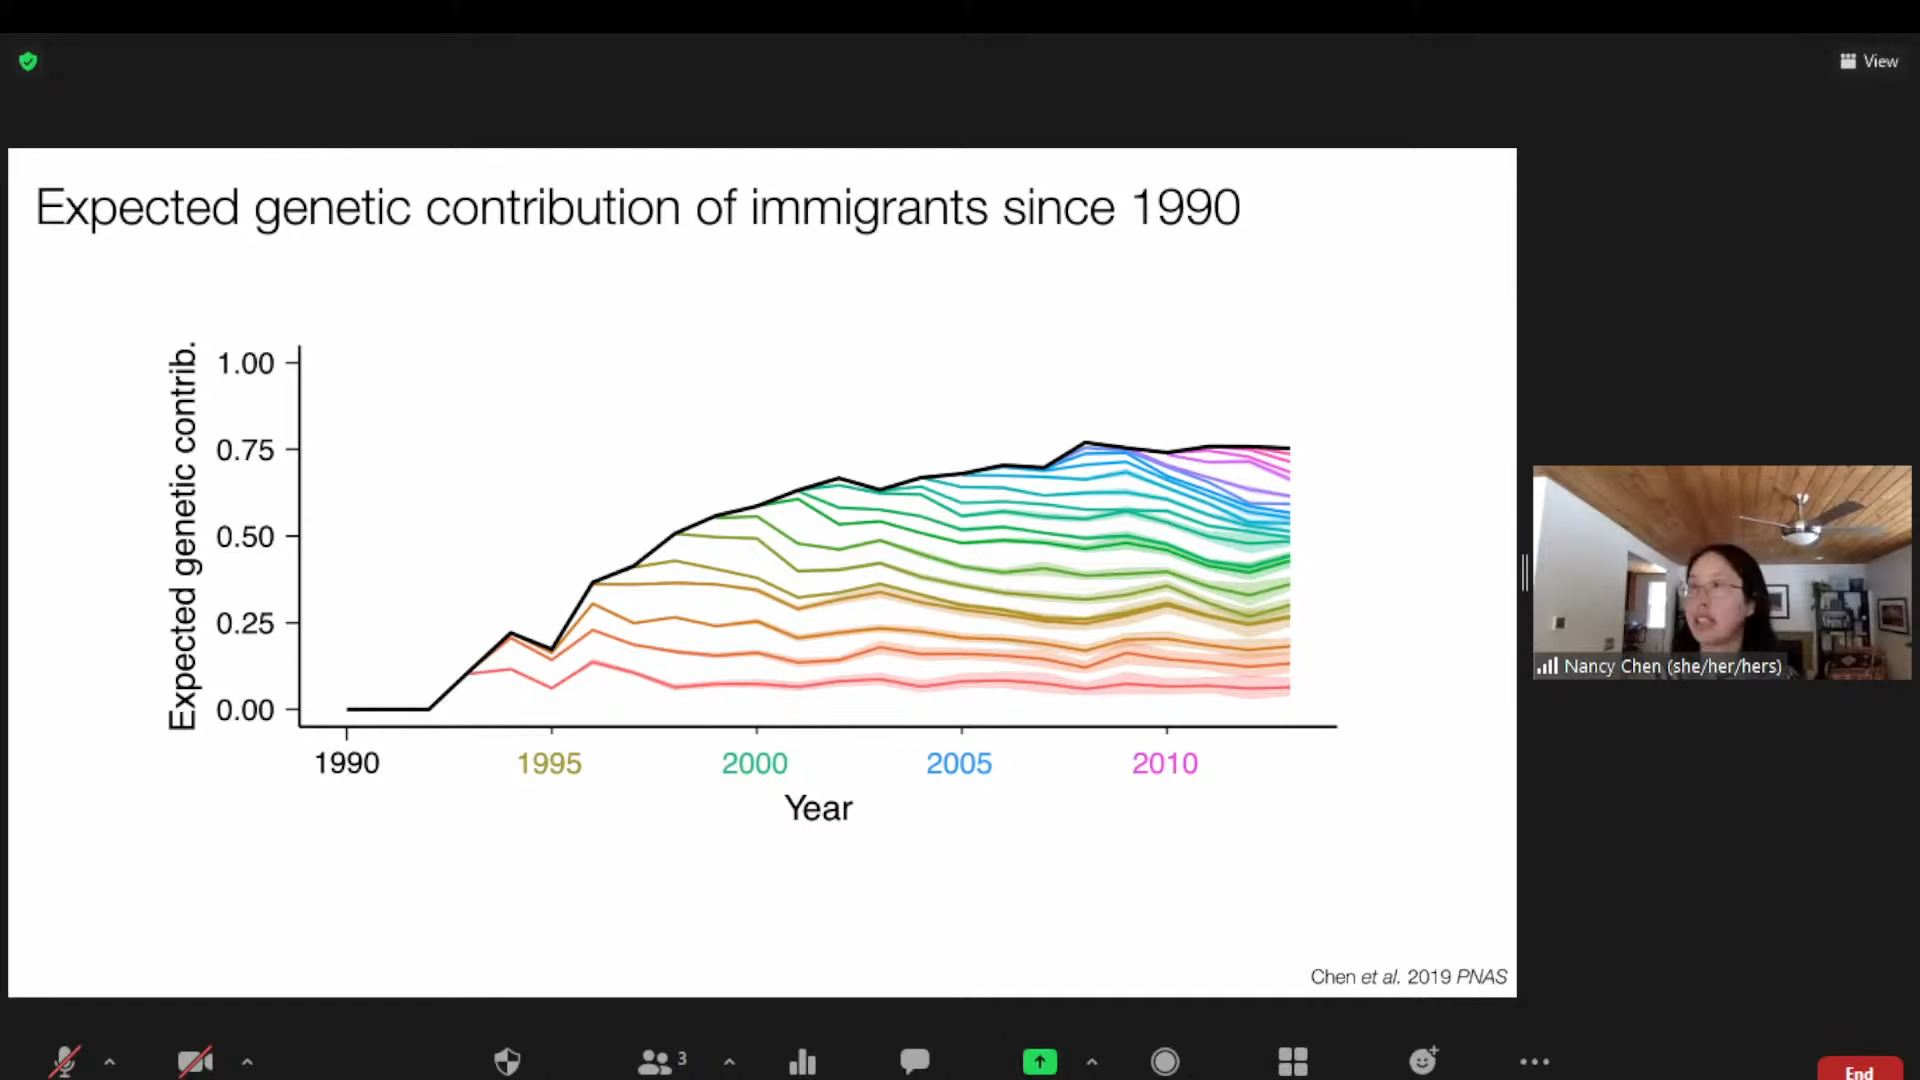 View
Expected genetic contribution of immigrants since 1990
Expected genetic contrib.
1.00
0.75
0.50
0.25
0.00
1990 1995 2000 2005 2010
Year
Nancy Chen (she/her/hers)
Chen et al. 2019 PNAS
3
End